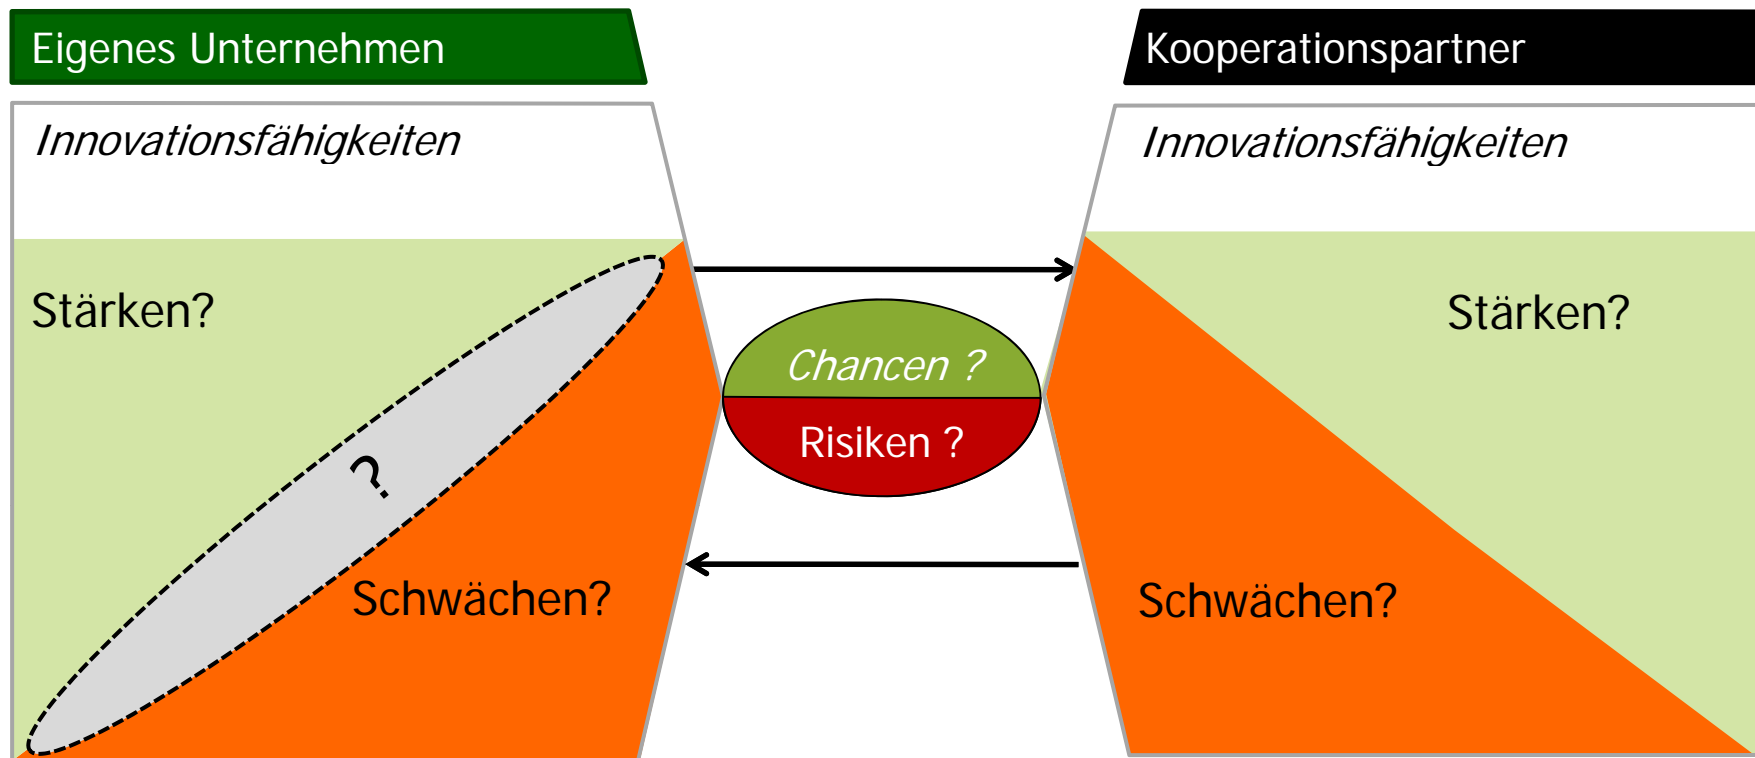 Eigenes Unternehmen
Kooperationspartner
Innovationsfähigkeiten
Innovationsfähigkeiten
Stärken?
Stärken?
Chancen ?
Risiken ?
?
Schwächen?
Schwächen?